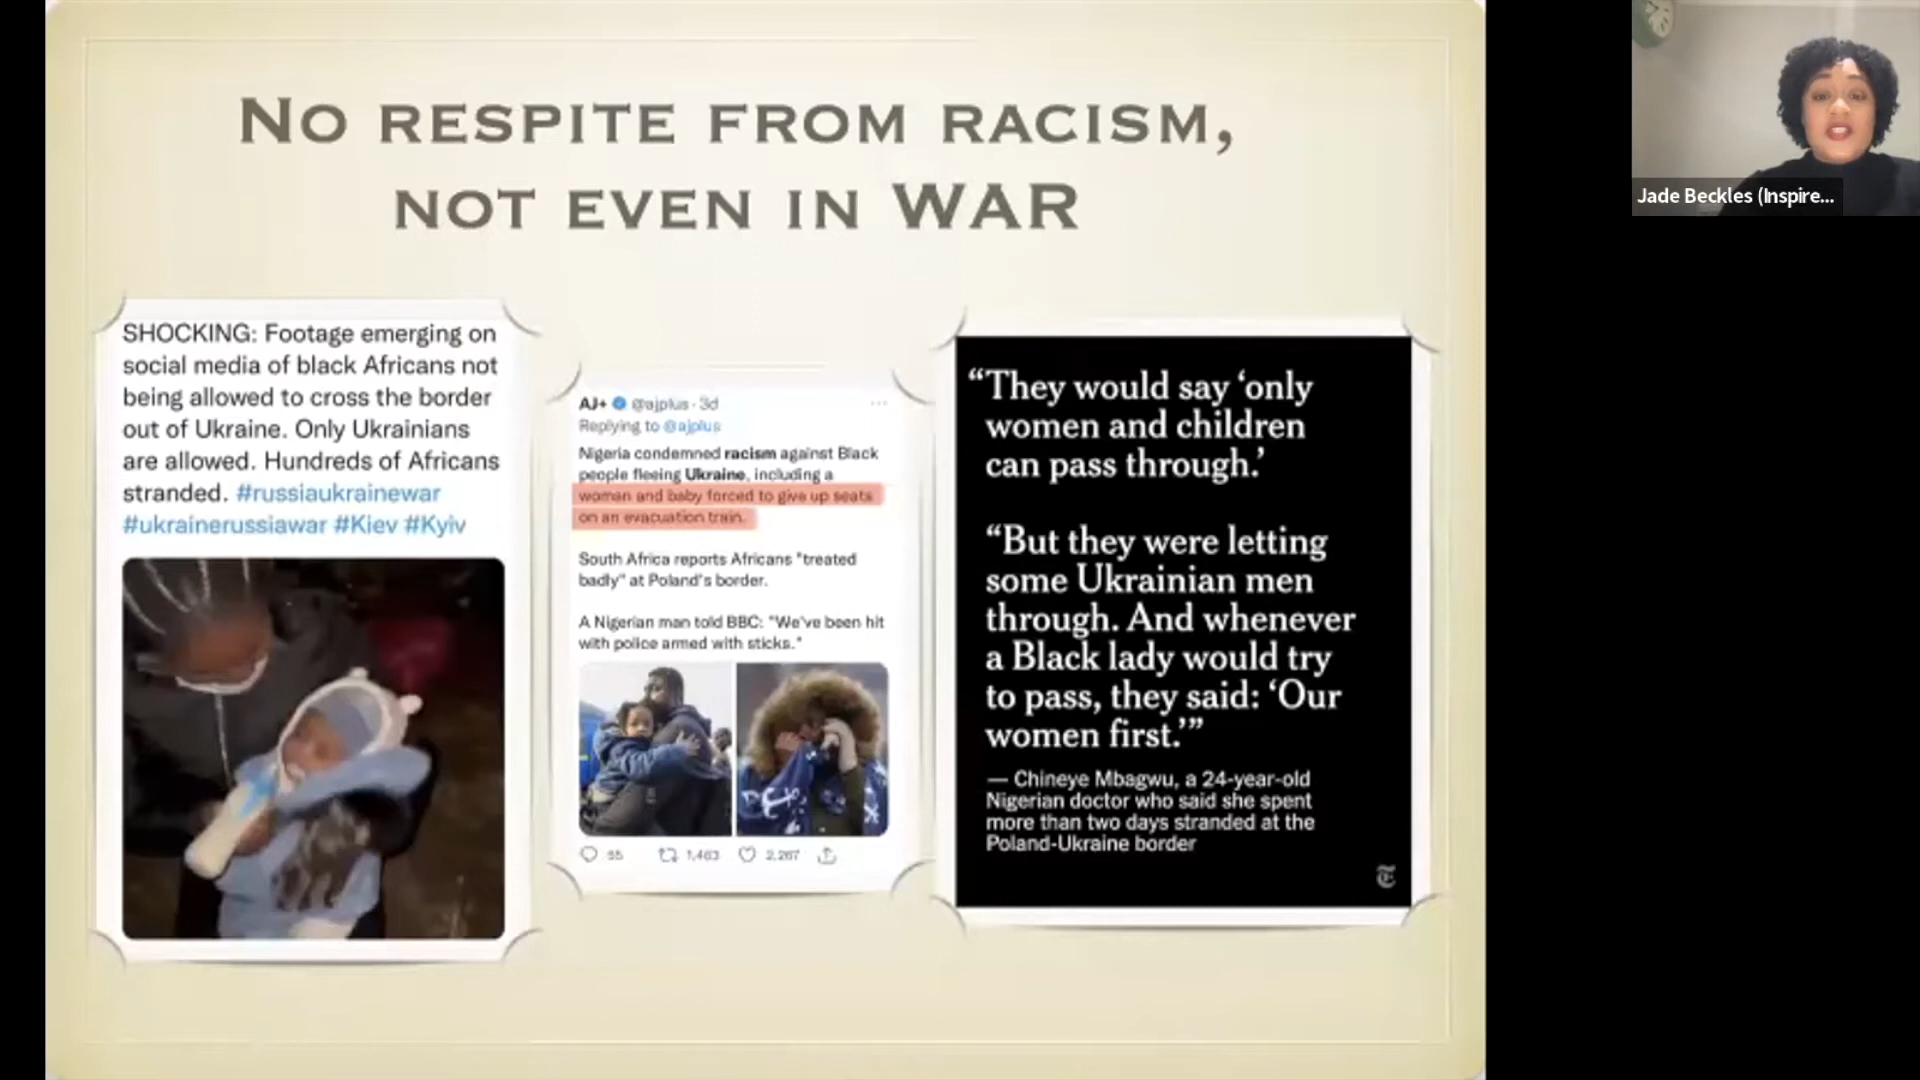 No respite from racism,
not even in WAR
SHOCKING: Footage emerging on
social media of black Africans not
being allowed to cross the border
out of Ukraine. Only Ukrainians
are allowed. Hundreds of Africans
stranded. #russiaukrainewar
#ukrainerussiawar #Kiev #Kyiv
AJ+ @ajplus · 3d
Replying to @ajplus
Nigeria condemned racism against Black
people fleeing Ukraine, including a
woman and baby forced to give up seats
on an evacuation train.
South Africa reports Africans "treated
badly" at Poland's border.
A Nigerian man told BBC: "We've been hit
with police armed with sticks."
55 1,463 2,267
“They would say ‘only
women and children
can pass through.’
“But they were letting
some Ukrainian men
through. And whenever
a Black lady would try
to pass, they said: ‘Our
women first.’”
— Chineye Mbagwu, a 24-year-old
Nigerian doctor who said she spent
more than two days stranded at the
Poland-Ukraine border
T
Jade Beckles (Inspire...